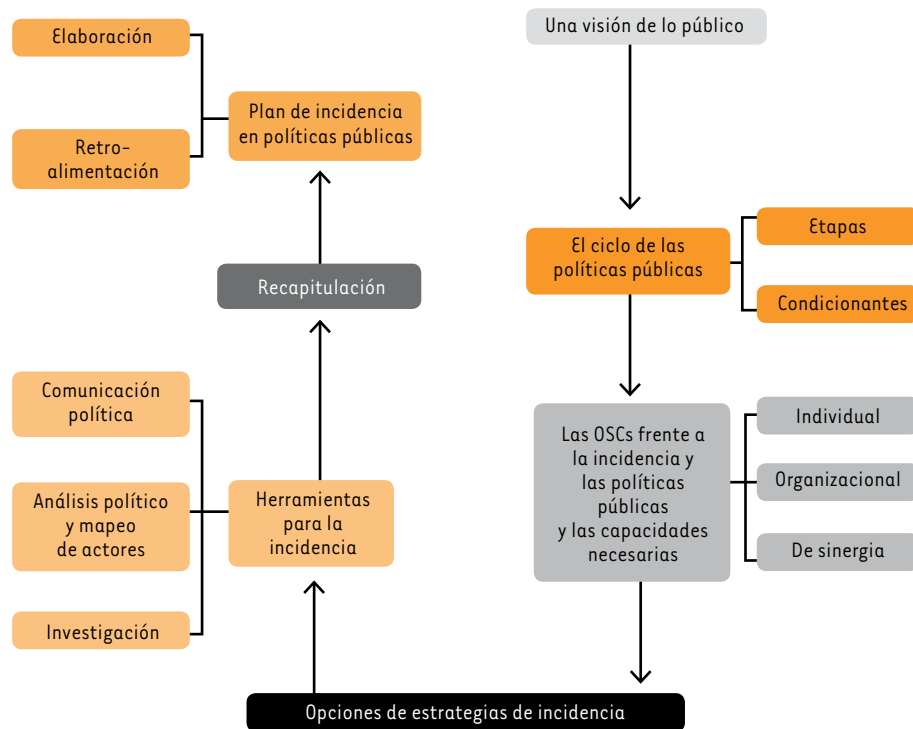 Elaboración
Retro-
alimentación
Plan de incidencia
en políticas públicas
Recapitulación
Comunicación
política
Análisis político
y mapeo
de actores
Investigación
Herramientas
para la
incidencia
Una visión de lo público
El ciclo de las
políticas públicas
Etapas
Condicionantes
Las OSCs frente a
la incidencia y
las políticas
públicas
y las capacidades
necesarias
Individual
Organizacional
De sinergia
Opciones de estrategias de incidencia